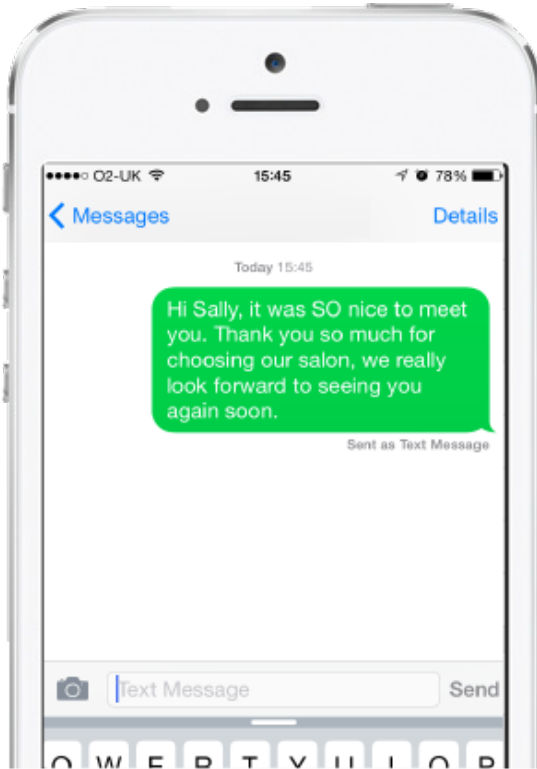 O2-UK 15:45 78%
Messages Details
Today 15:45
Hi Sally, it was SO nice to meet
you. Thank you so much for
choosing our salon, we really
look forward to seeing you
again soon.
Sent as Text Message
Text Message Send
Q W E R T Y U I O P